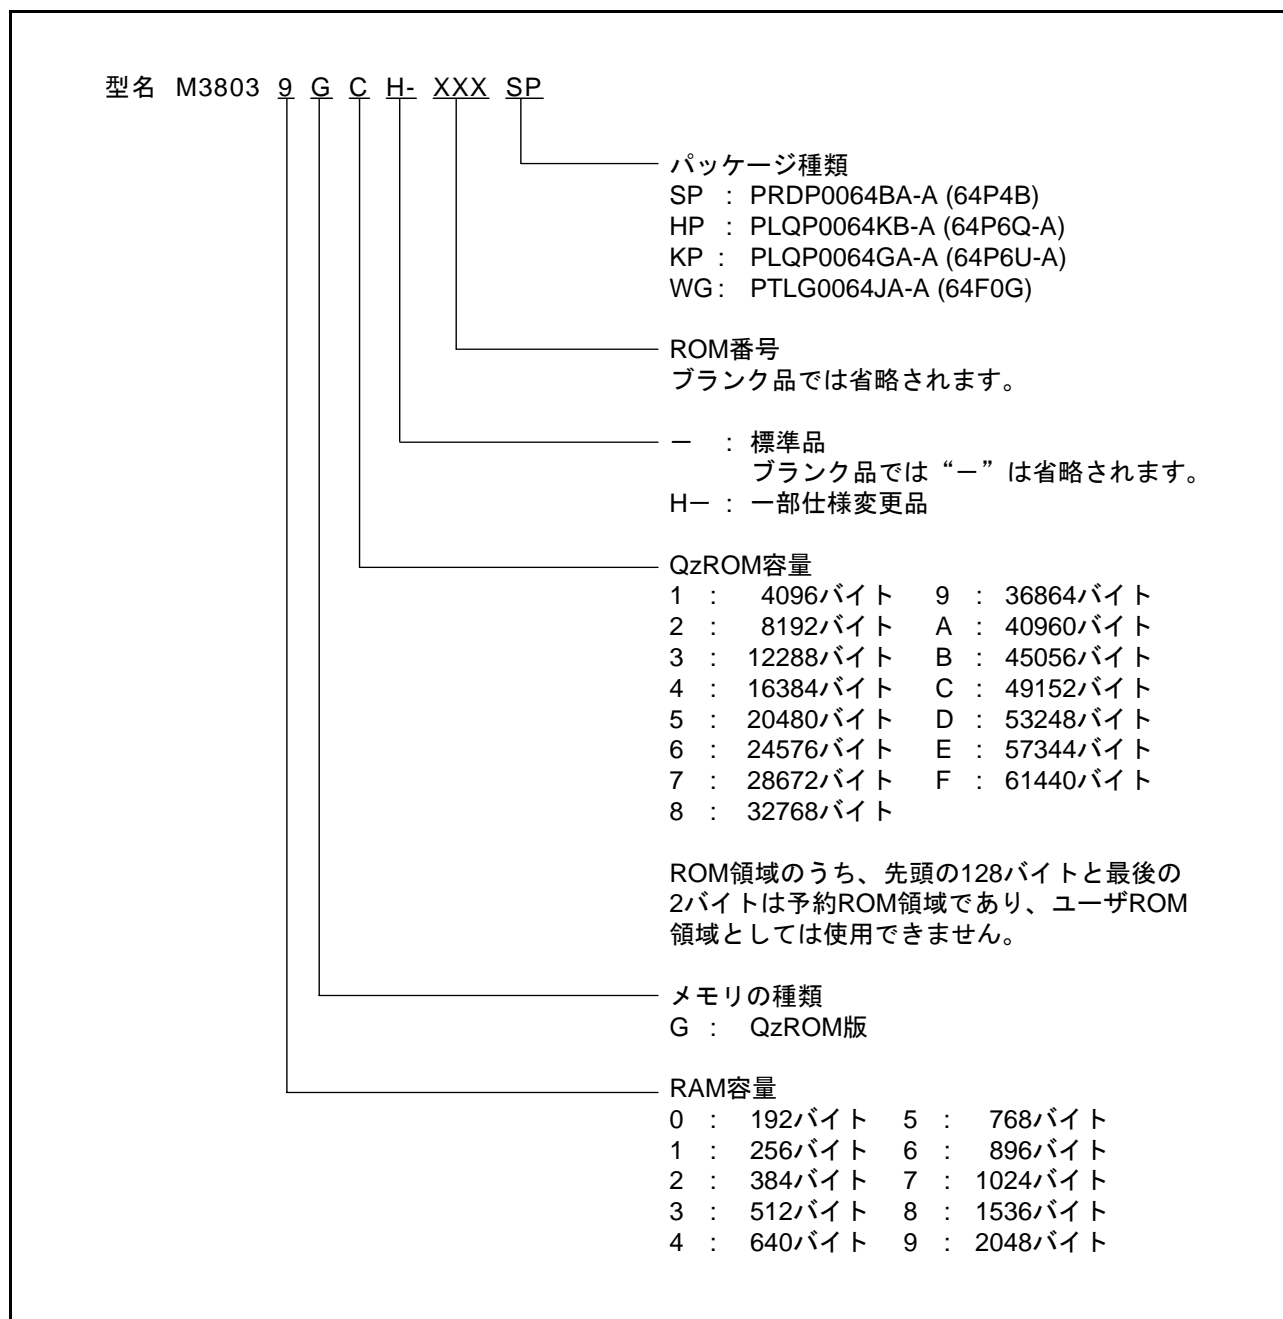 型名 M3803 9 G C H- XXX SP
パッケージ種類
SP : PRDP0064BA-A (64P4B)
HP : PLQP0064KB-A (64P6Q-A)
KP : PLQP0064GA-A (64P6U-A)
WG : PTLG0064JA-A (64F0G)
ROM番号
ブランク品では省略されます。
－ : 標準品
ブランク品では“－”は省略されます。
H－ : 一部仕様変更品
QzROM容量
1 : 4096バイト 9 : 36864バイト
2 : 8192バイト A : 40960バイト
3 : 12288バイト B : 45056バイト
4 : 16384バイト C : 49152バイト
5 : 20480バイト D : 53248バイト
6 : 24576バイト E : 57344バイト
7 : 28672バイト F : 61440バイト
8 : 32768バイト
ROM領域のうち、先頭の128バイトと最後の
2バイトは予約ROM領域であり、ユーザROM
領域としては使用できません。
メモリの種類
G : QzROM版
RAM容量
0 : 192バイト 5 : 768バイト
1 : 256バイト 6 : 896バイト
2 : 384バイト 7 : 1024バイト
3 : 512バイト 8 : 1536バイト
4 : 640バイト 9 : 2048バイト